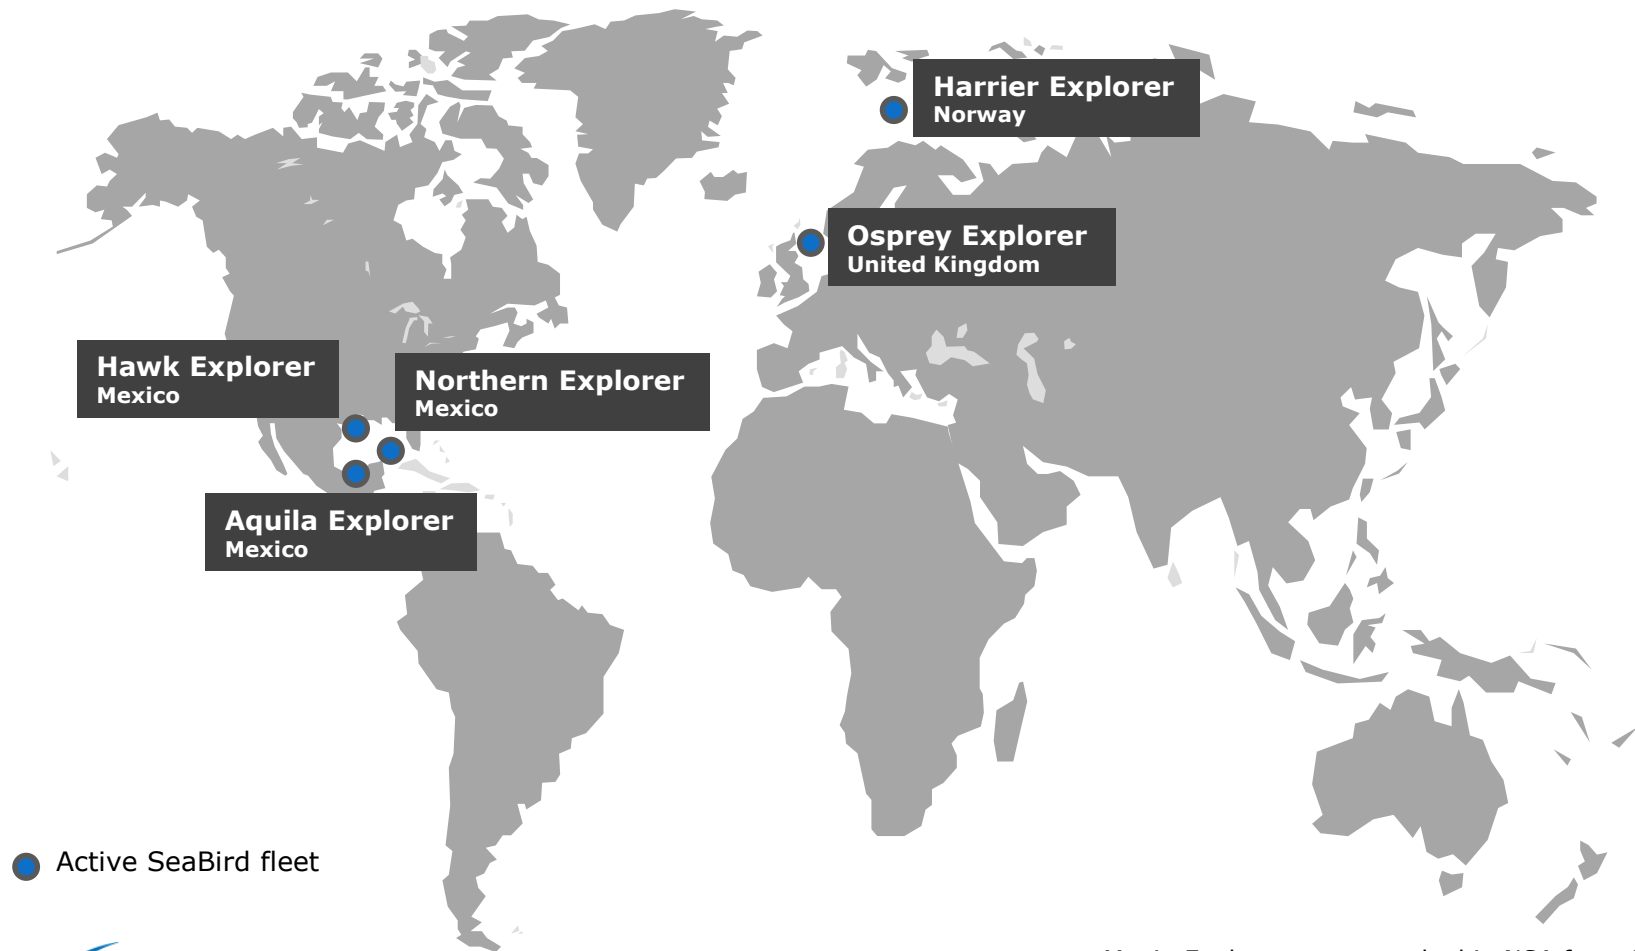 Harrier Explorer
Norway
Osprey Explorer
United Kingdom
Hawk Explorer
Mexico
Northern Explorer
Mexico
Aquila Explorer
Mexico
Active SeaBird fleet